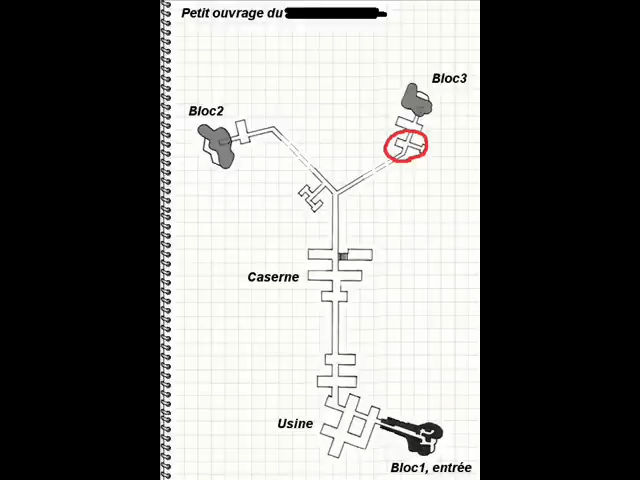 Petit ouvrage du
Bloc3
Bloc2
Caserne
Usine
Bloc1, entrée